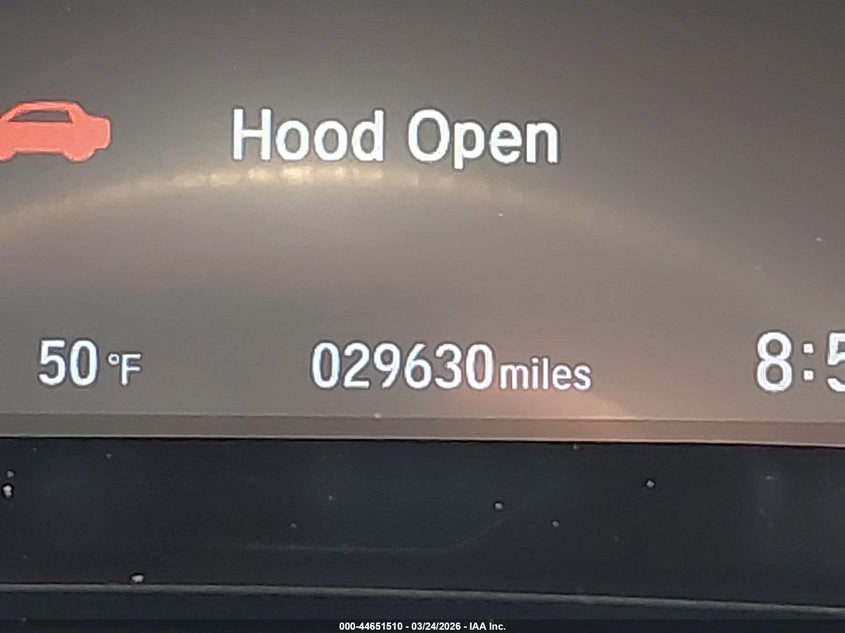 Hood Open
50 °F 029630 miles 8:5
000-44651510 - 03/24/2026 - IAA Inc.